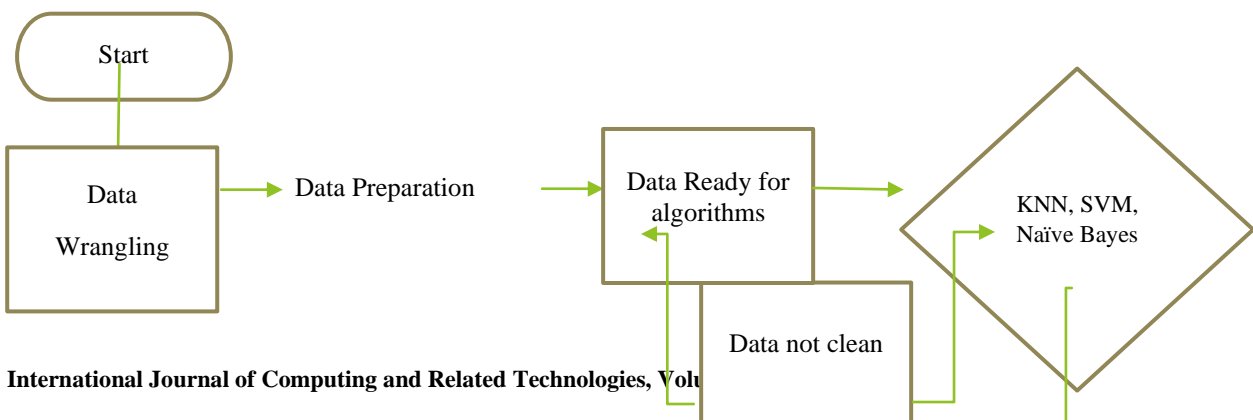 Start
Data
Wrangling
Data Preparation
Data Ready for
algorithms
KNN, SVM,
Naïve Bayes
Data not clean
International Journal of Computing and Related Technologies,